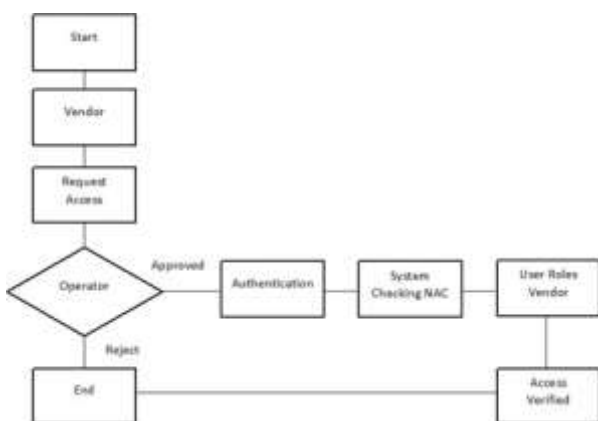 Start
Vendor
Request
Access
Operator
Approved
Authentication
System
Checking NAC
User Roles
Vendor
Reject
End
Access
Verified